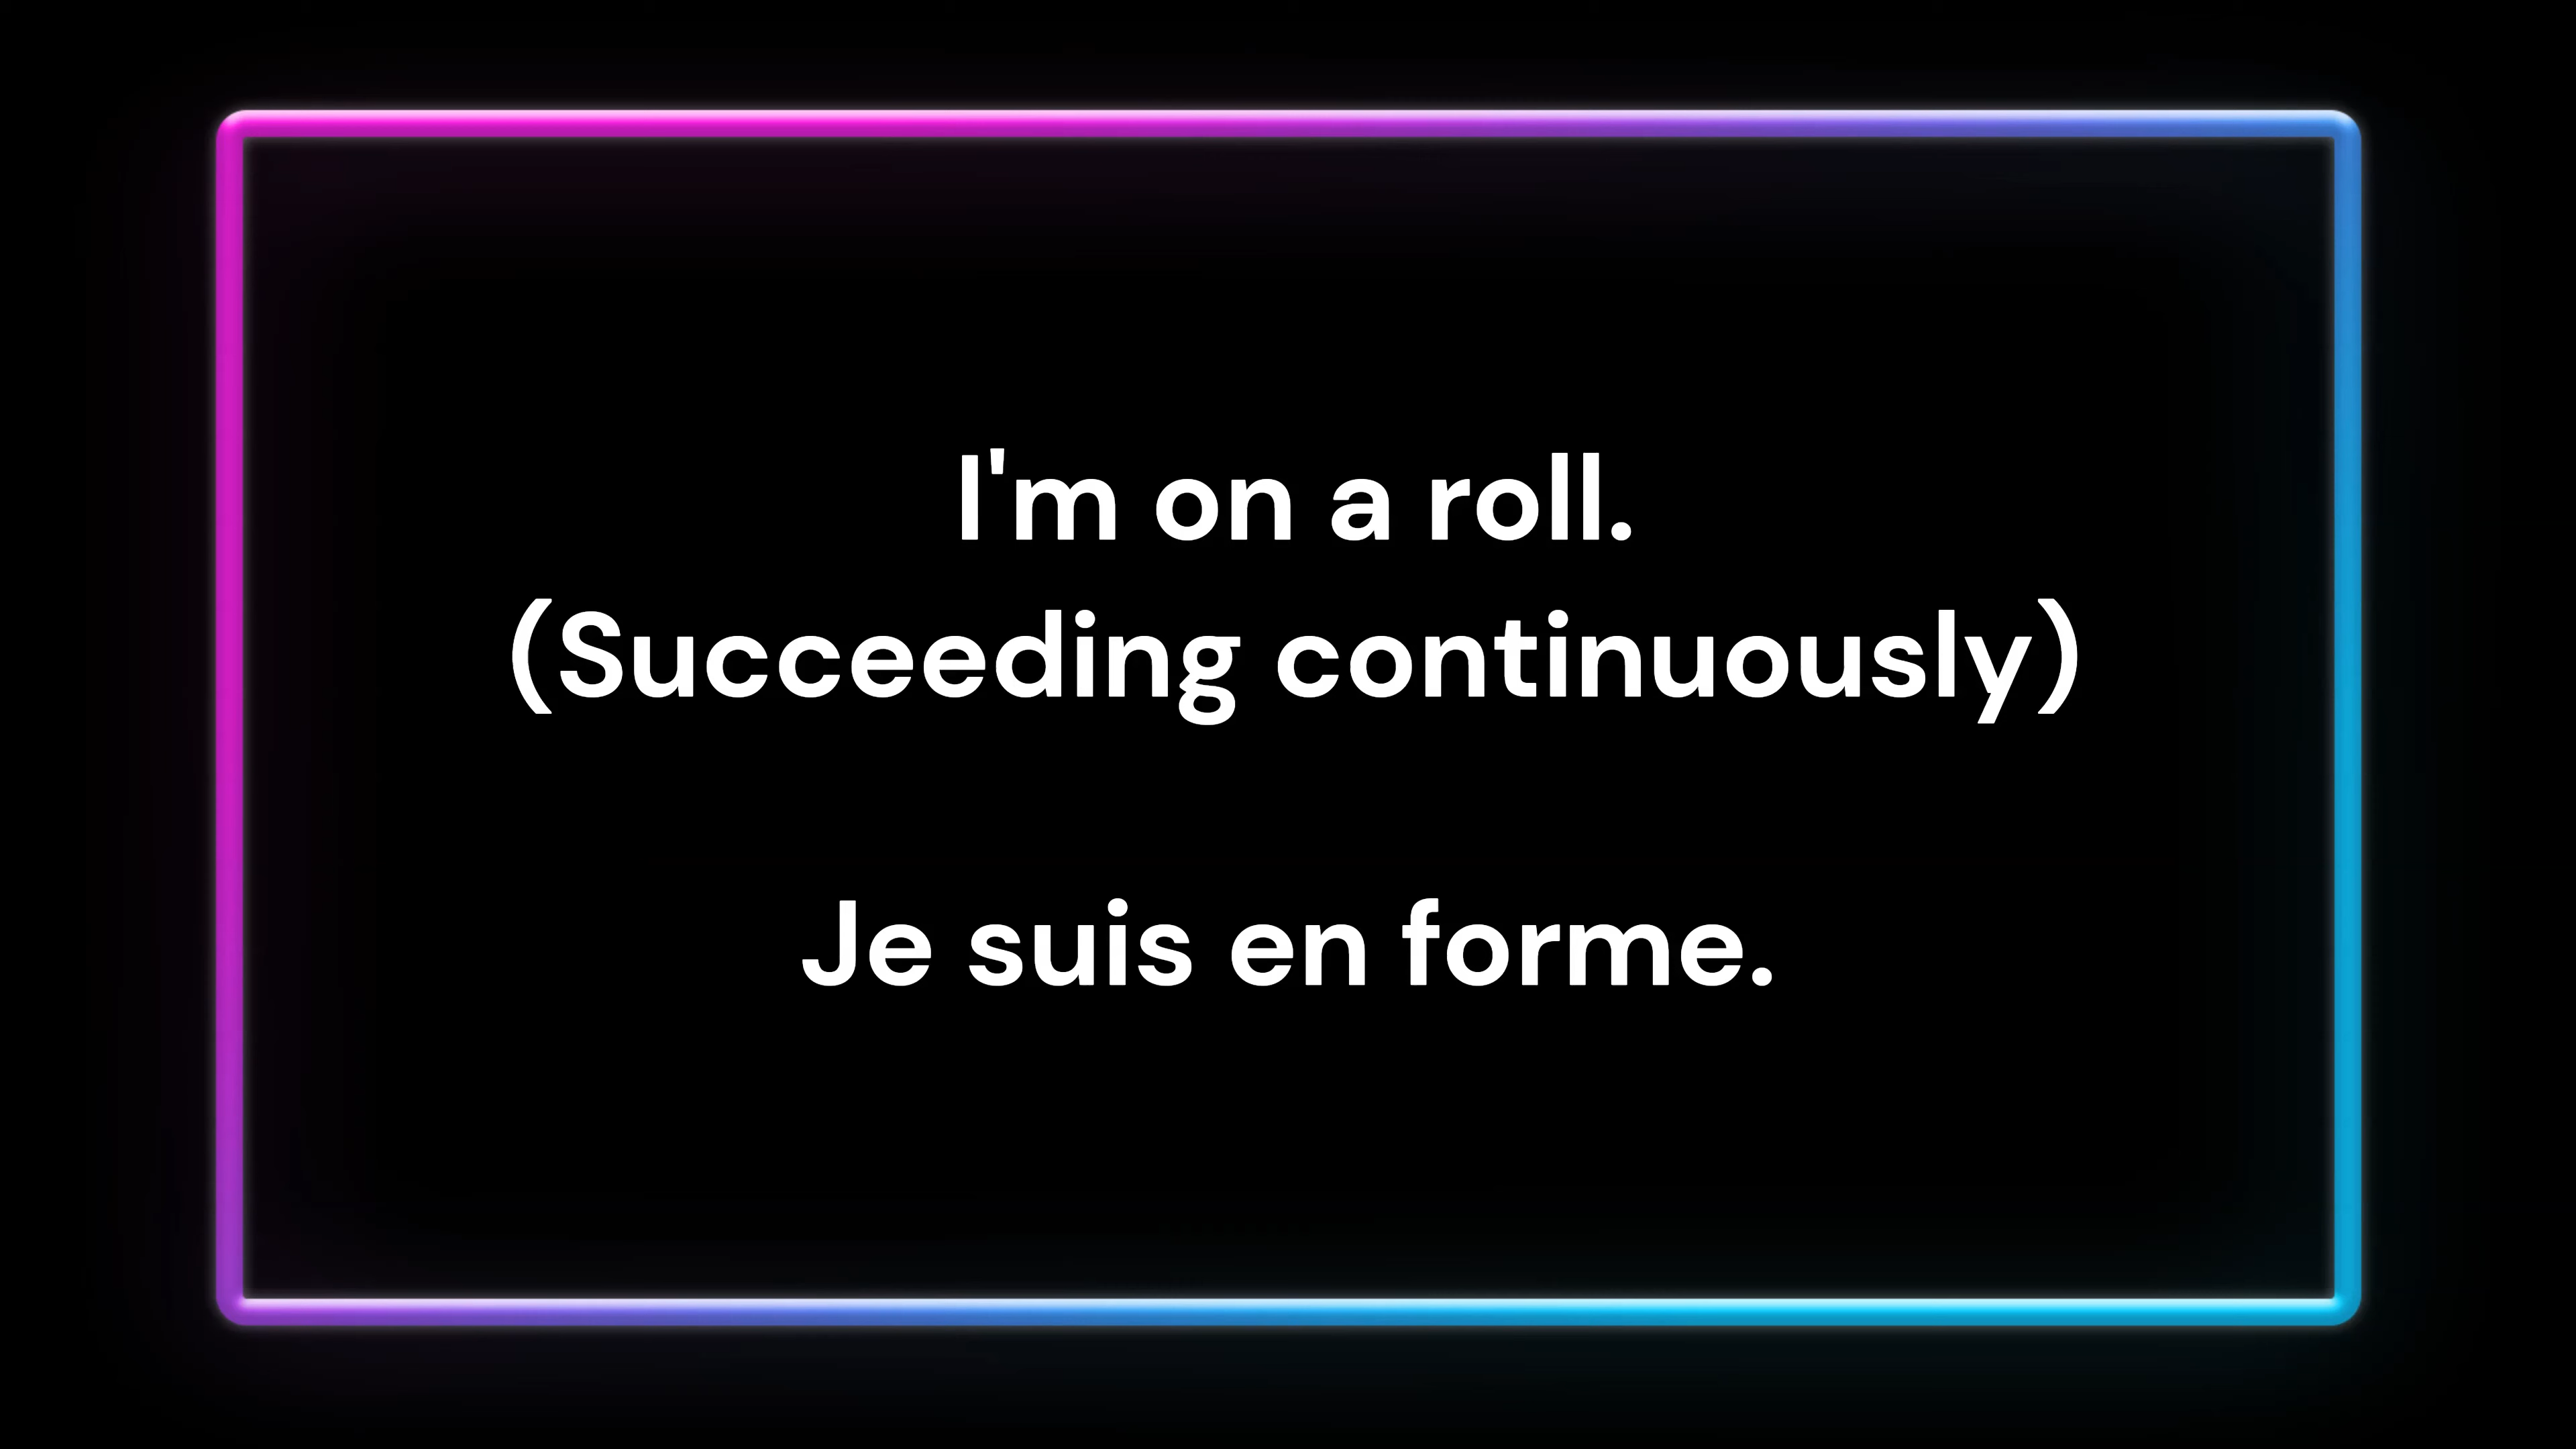 I'm on a roll.
(Succeeding continuously)
Je suis en forme.